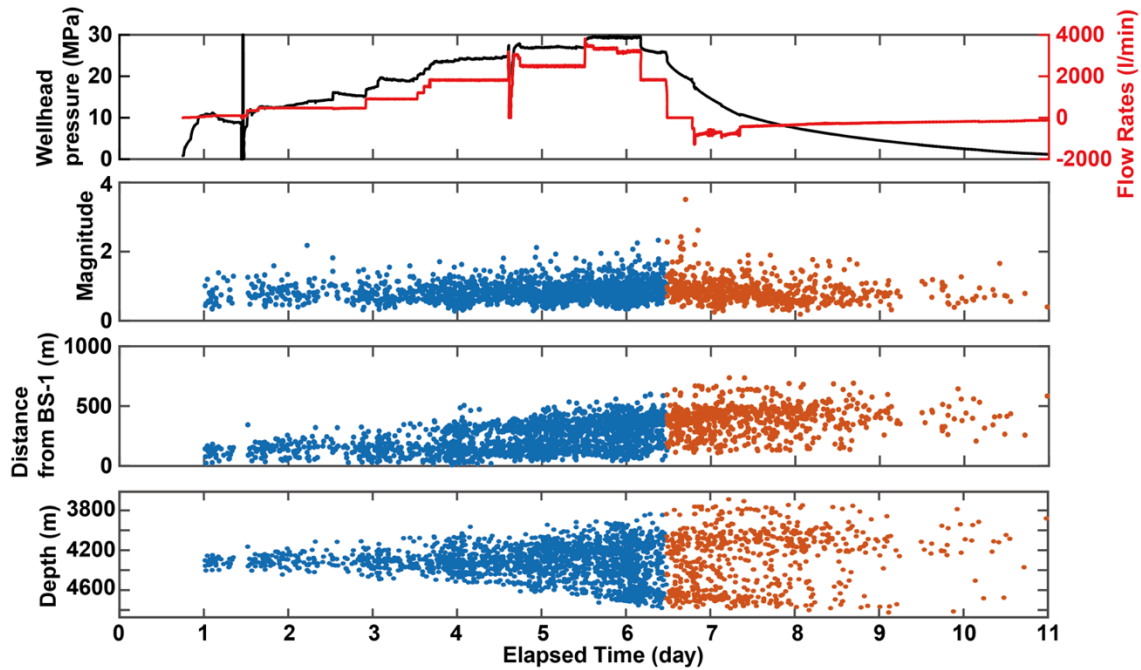 Wellhead
pressure (MPa)
30
20
10
0
4000
2000
0
-2000
Flow Rates (l/min)
Magnitude
4
2
0
Distance
from BS-1 (m)
1000
500
0
Depth (m)
3800
4200
4600
0 1 2 3 4 5 6 7 8 9 10 11
Elapsed Time (day)